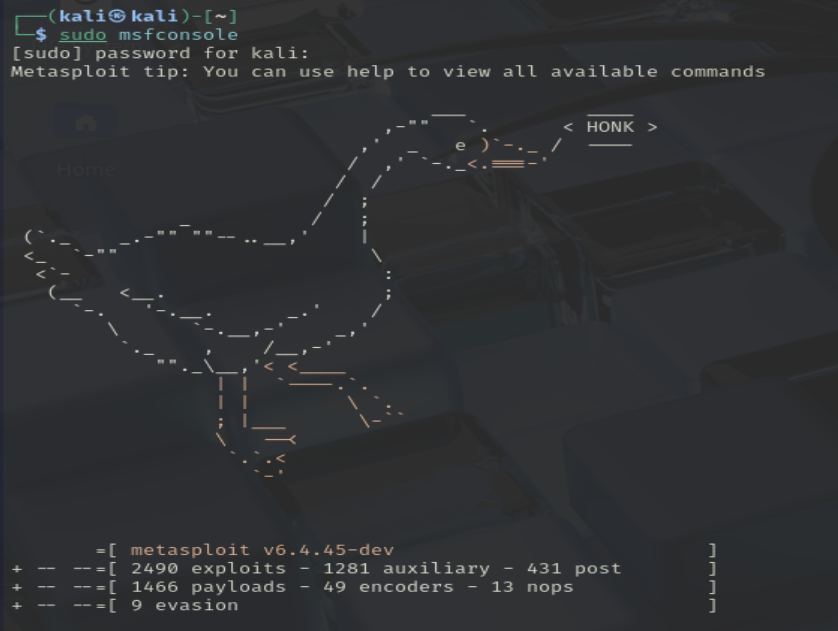 ┌──(kali㉿kali)-[~]
└─$ sudo msfconsole
[sudo] password for kali:
Metasploit tip: You can use help to view all available commands
< HONK >
Home
=[ metasploit v6.4.45-dev ]
+ -- --=[ 2490 exploits - 1281 auxiliary - 431 post ]
+ -- --=[ 1466 payloads - 49 encoders - 13 nops ]
+ -- --=[ 9 evasion ]